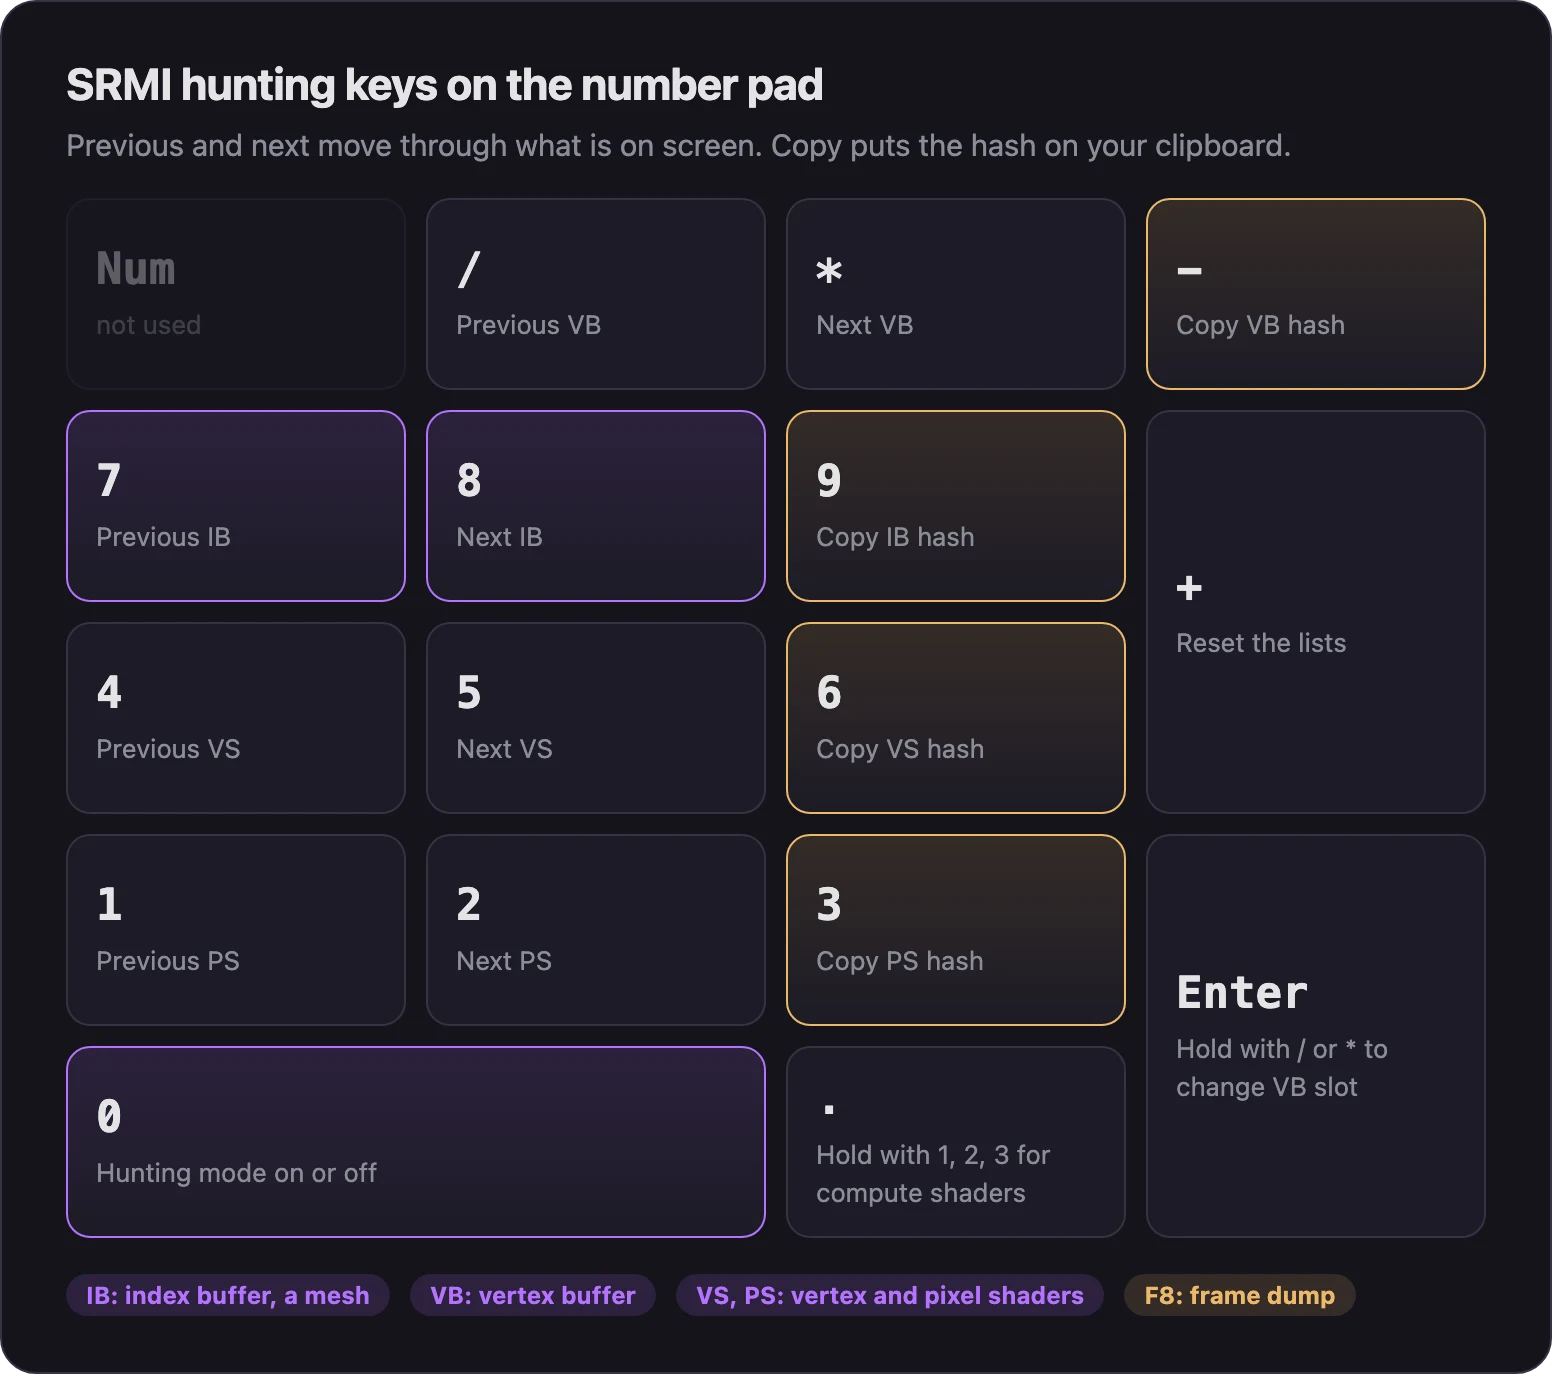 SRMI hunting keys on the number pad
Previous and next move through what is on screen. Copy puts the hash on your clipboard.
Num
not used
/
Previous VB
*
Next VB
−
Copy VB hash
7
Previous IB
8
Next IB
9
Copy IB hash
+
Reset the lists
4
Previous VS
5
Next VS
6
Copy VS hash
1
Previous PS
2
Next PS
3
Copy PS hash
Enter
Hold with / or * to
change VB slot
0
Hunting mode on or off
.
Hold with 1, 2, 3 for
compute shaders
IB: index buffer, a mesh
VB: vertex buffer
VS, PS: vertex and pixel shaders
F8: frame dump